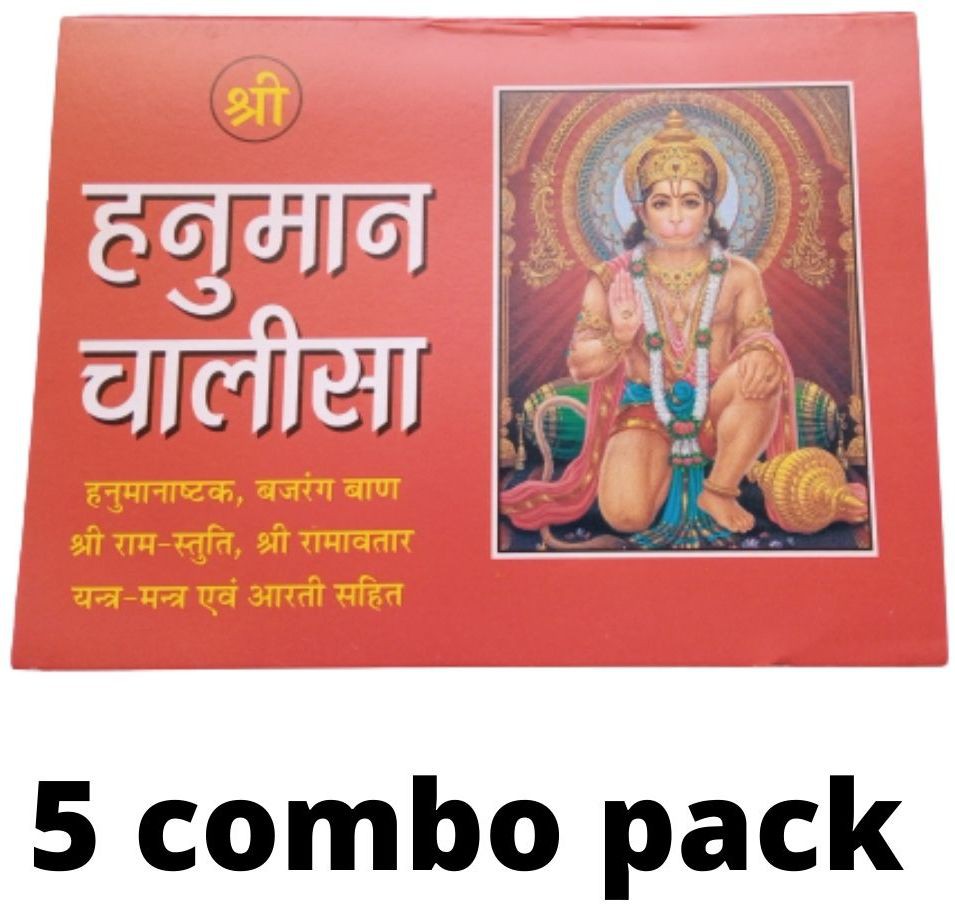 श्री
हनुमान
चालीसा
हनुमानाष्टक, बजरंग बाण
श्री राम-स्तुति, श्री रामावतार
यन्त्र-मन्त्र एवं आरती सहित
5 combo pack